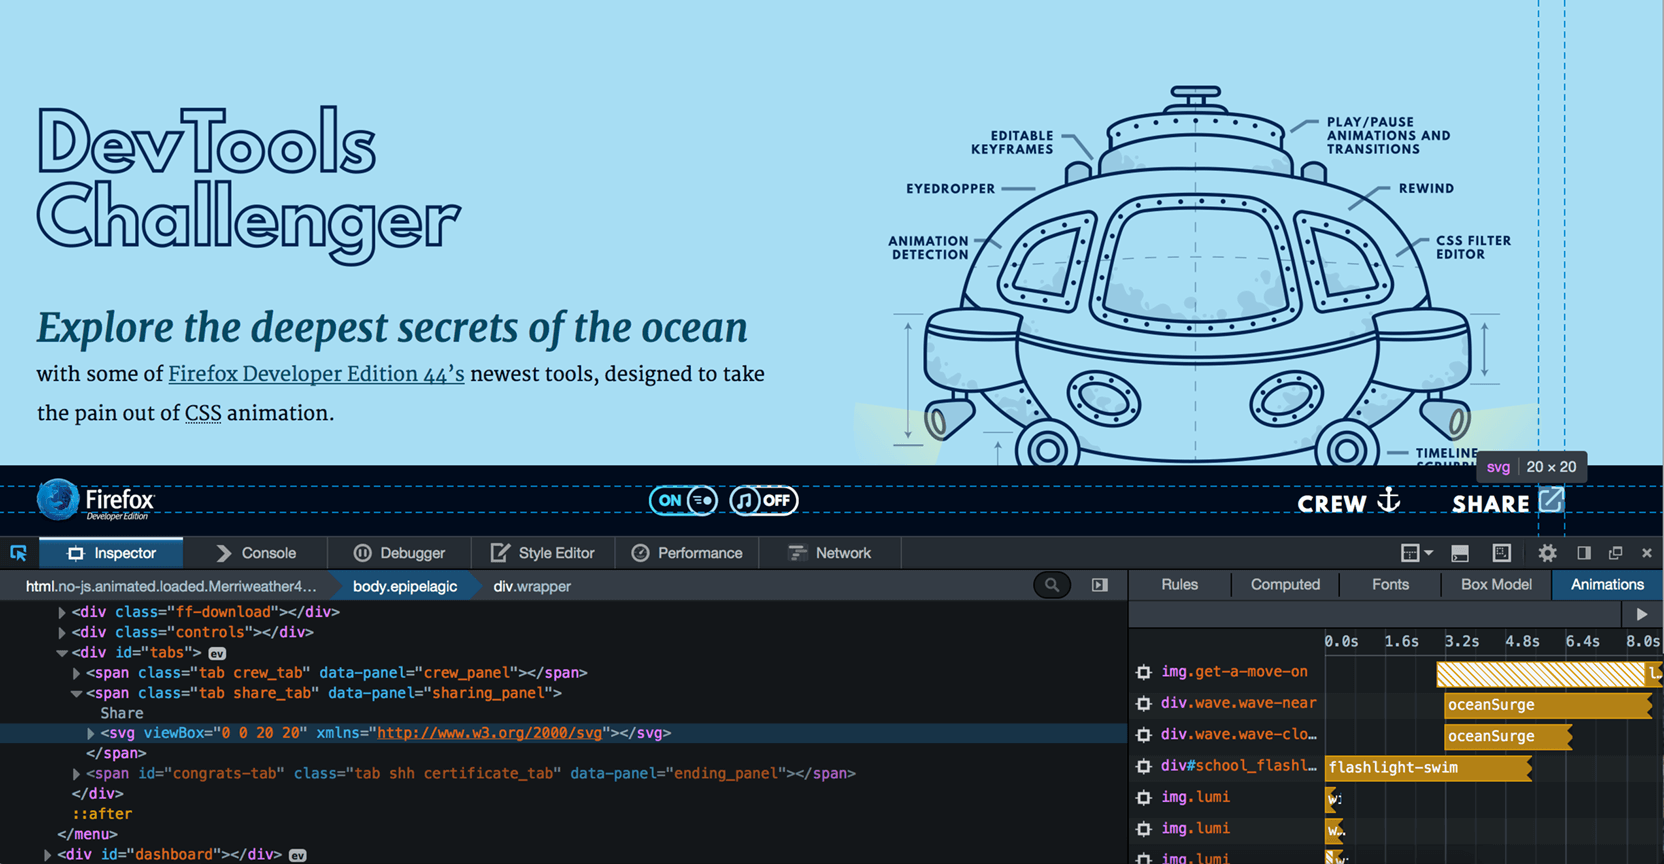 DevTools
Challenger
Explore the deepest secrets of the ocean
with some of Firefox Developer Edition 44’s newest tools, designed to take
the pain out of CSS animation.
EDITABLE
KEYFRAMES
EYEDROPPER
ANIMATION
DETECTION
PLAY/PAUSE
ANIMATIONS AND
TRANSITIONS
REWIND
CSS FILTER
EDITOR
TIMELINE
svg 20 × 20
Firefox
Developer Edition
ON
OFF
CREW
SHARE
Inspector Console Debugger Style Editor Performance Network
html.no-js.animated.loaded.Merriweather4… body.epipelagic div.wrapper
<div class="ff-download"></div>
<div class="controls"></div>
<div id="tabs"> ev
<span class="tab crew_tab" data-panel="crew_panel"></span>
<span class="tab share_tab" data-panel="sharing_panel">
Share
<svg viewBox="0 0 20 20" xmlns="http://www.w3.org/2000/svg"></svg>
</span>
<span id="congrats-tab" class="tab shh certificate_tab" data-panel="ending_panel"></span>
</div>
::after
</menu>
<div id="dashboard"></div> ev
Rules Computed Fonts Box Model Animations
0.0s 1.6s 3.2s 4.8s 6.4s 8.0s
img.get-a-move-on
div.wave.wave-near oceanSurge
div.wave.wave-clo… oceanSurge
div#school_flashl… flashlight-swim
img.lumi
img.lumi w…
img.lumi